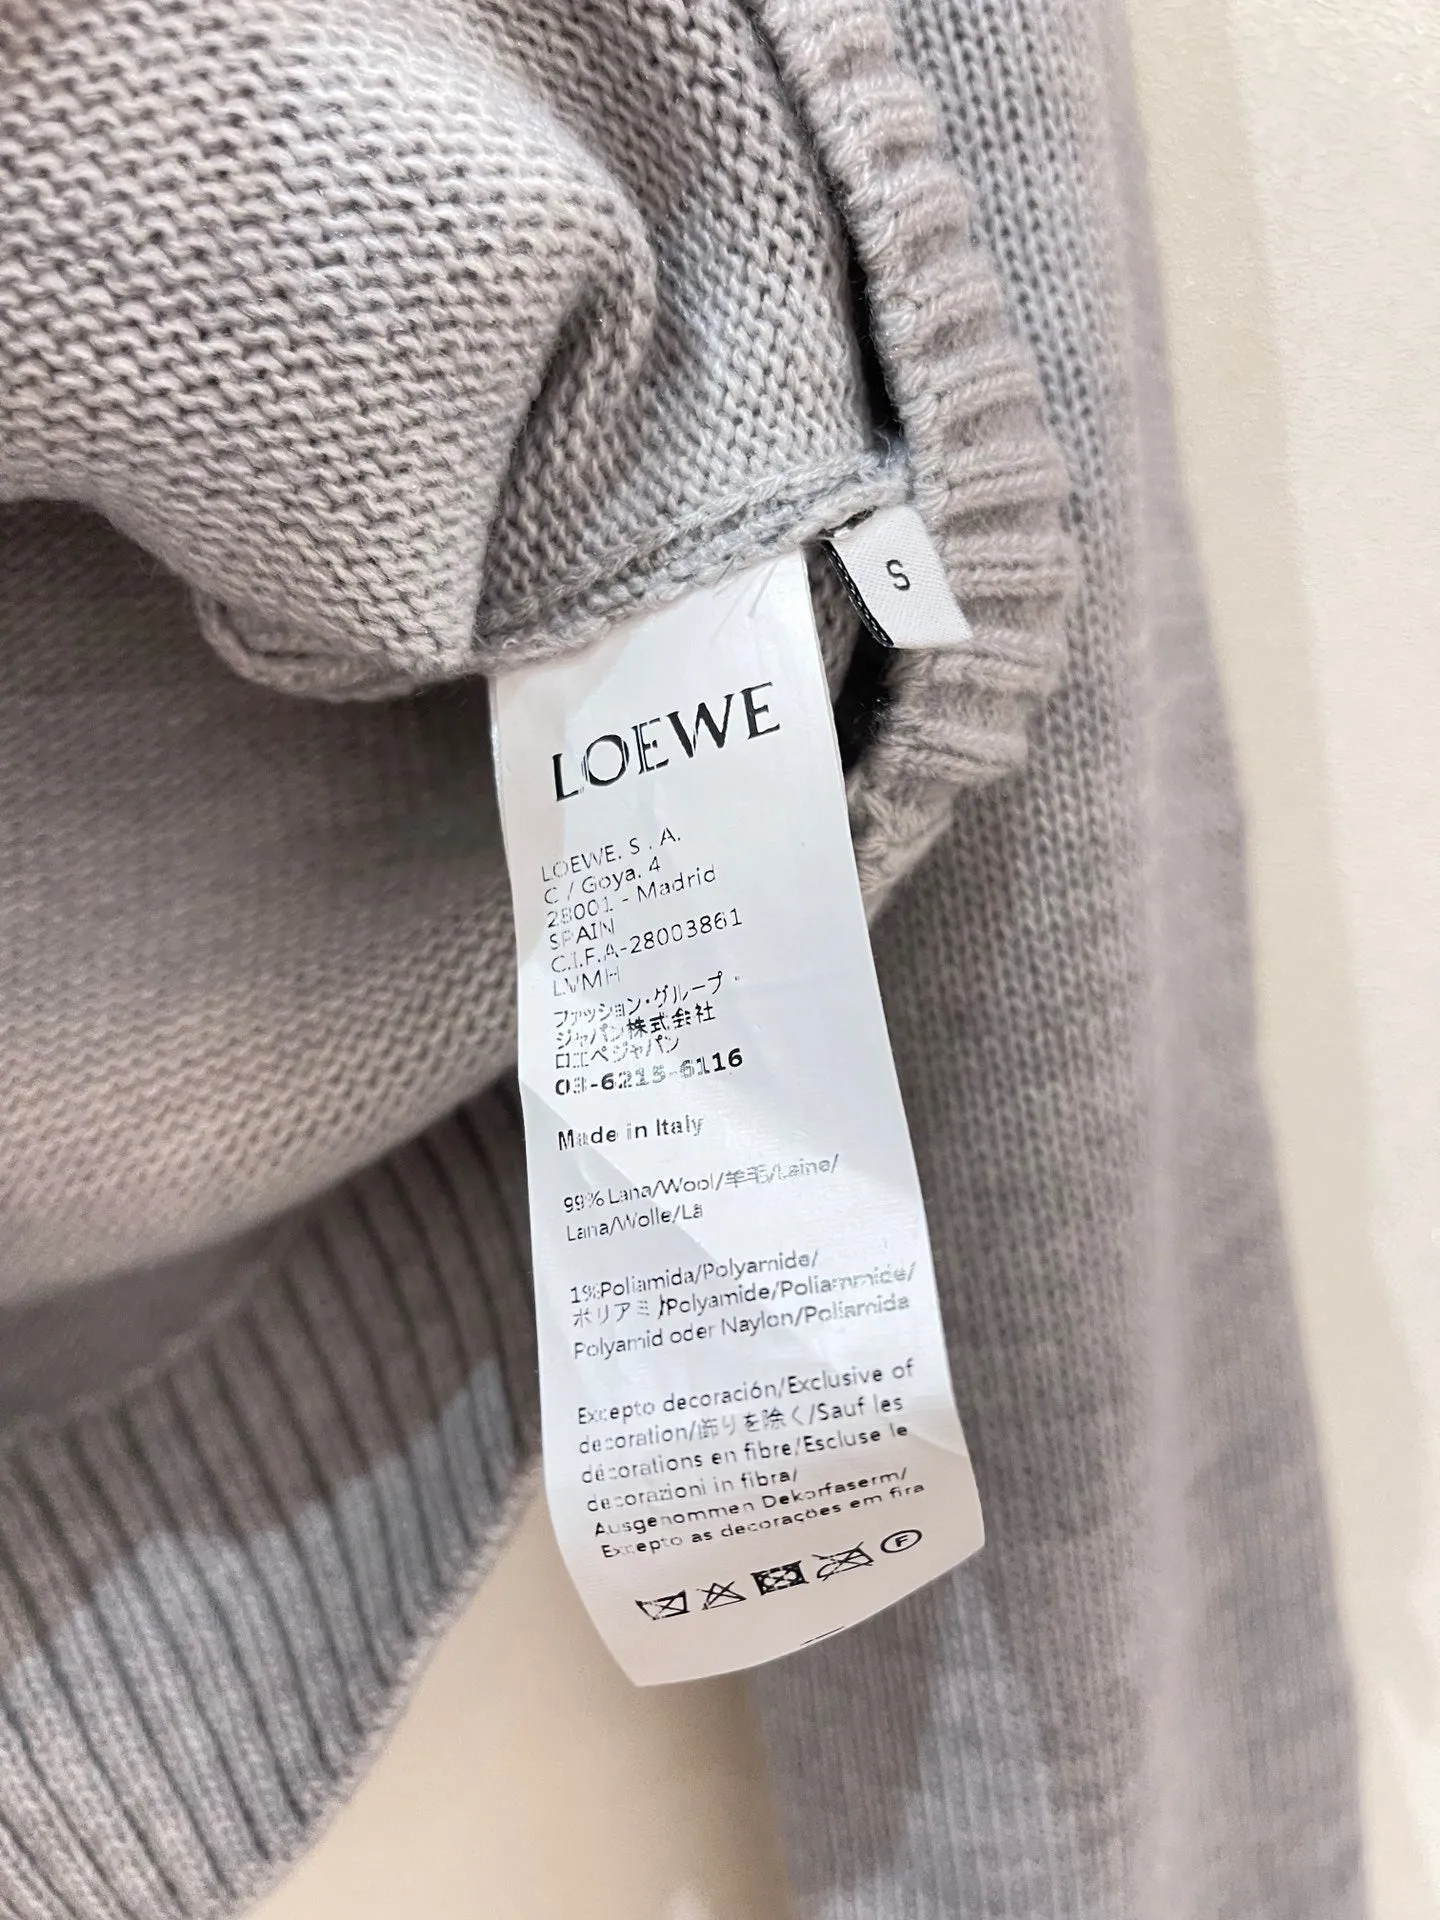 S
LOEWE
LOEWE. S . A.
C / Goya. 4
28001 - Madrid
SPAIN
C.I.F.A-28003861
LVMH
ファッション・グループ・
ジャパン株式会社
ロエベジャパン
03-6215-6116
Made in Italy
99% Lana/Wool/羊毛/Laine/
Lana/Wolle/Lã
1%Poliamida/Polyamide/
ポリアミド/Polyamide/Poliammide/
Polyamid oder Naylon/Poliamida
Excepto decoración/Exclusive of
decoration/飾りを除く/Sauf les
décorations en fibre/Escluse le
decorazioni in fibra/
Ausgenommen Dekorfaserm/
Excepto as decorações em fira
F